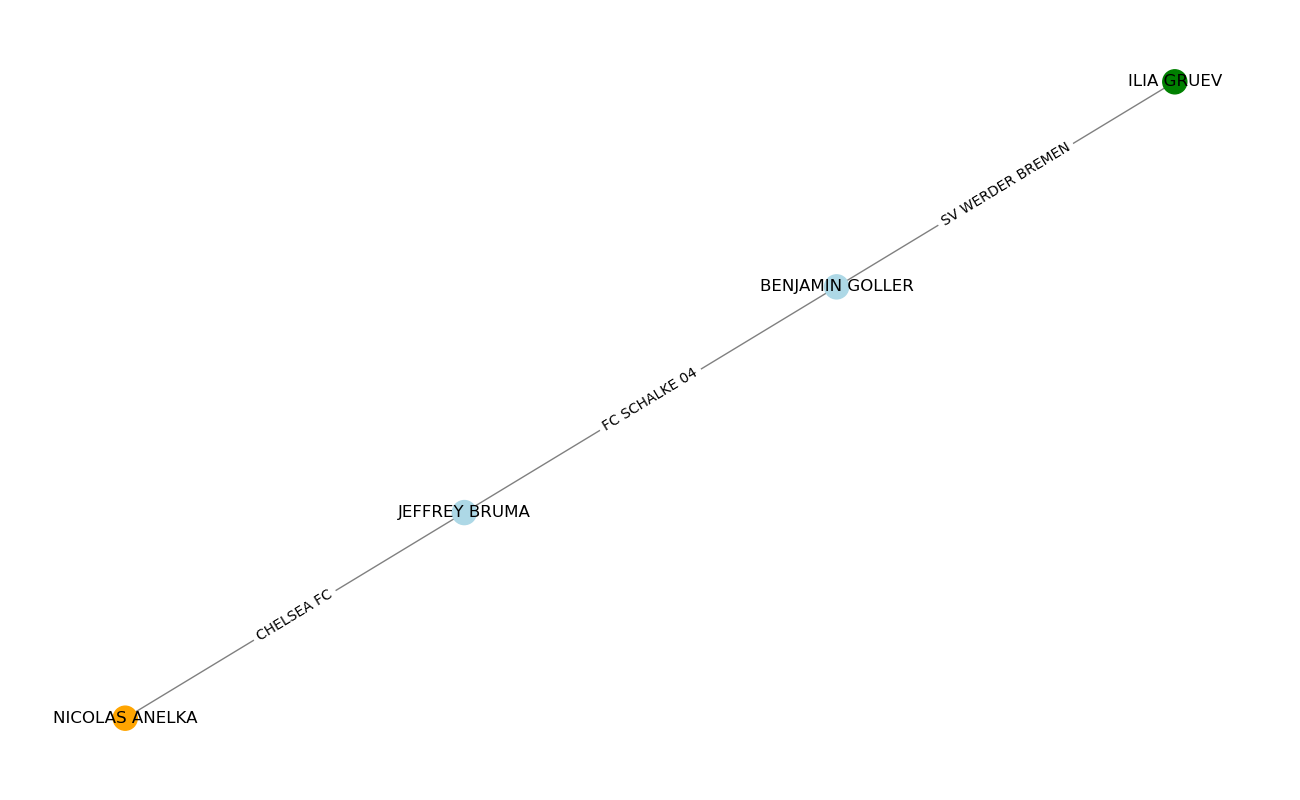 ILIA GRUEV
SV WERDER BREMEN
BENJAMIN GOLLER
FC SCHALKE 04
JEFFREY BRUMA
CHELSEA FC
NICOLAS ANELKA